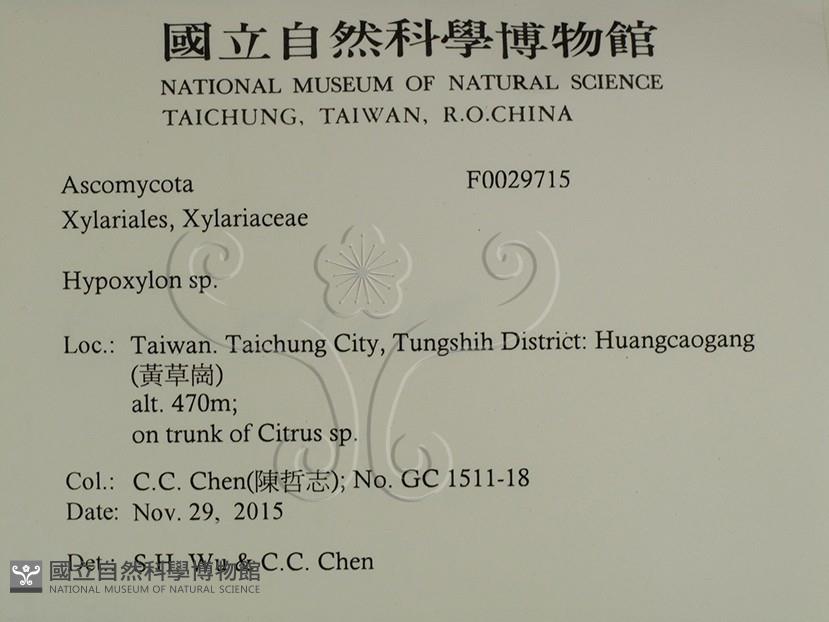 國立自然科學博物館
NATIONAL MUSEUM OF NATURAL SCIENCE
TAICHUNG, TAIWAN, R.O.CHINA
Ascomycota F0029715
Xylariales, Xylariaceae
Hypoxylon sp.
Loc.: Taiwan. Taichung City, Tungshih District: Huangcaogang
(黃草崗)
alt. 470m;
on trunk of Citrus sp.
Col.: C.C. Chen(陳哲志); No. GC 1511-18
Date: Nov. 29, 2015
Det.: S.H. Wu & C.C. Chen
國立自然科學博物館
NATIONAL MUSEUM OF NATURAL SCIENCE